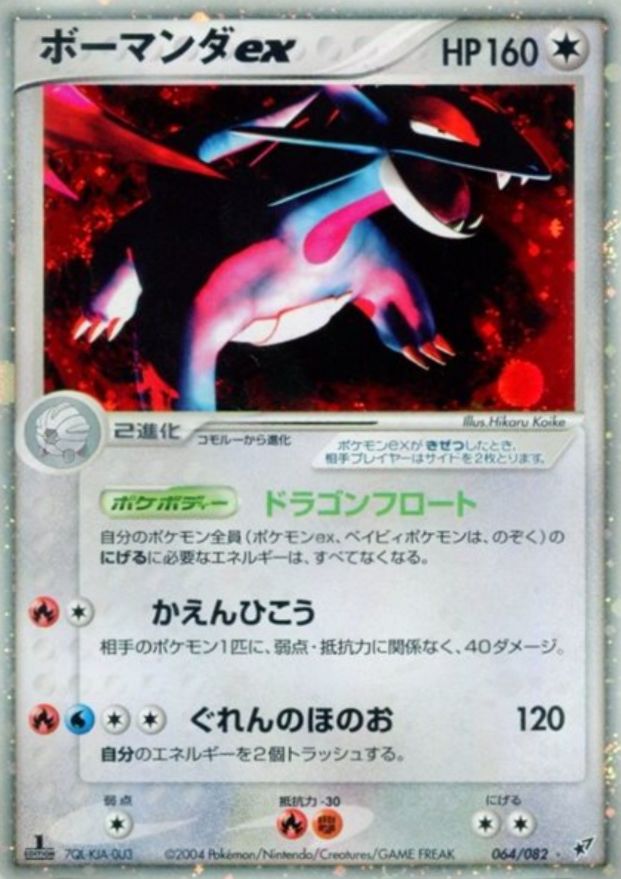 ボーマンダex HP160
Illus.Hikaru Koike
2進化 コモルーから進化
ポケモンexが きぜつしたとき、
相手プレイヤーはサイドを2枚とります。
ポケボディー ドラゴンフロート
自分のポケモン全員(ポケモンex、ベイビィポケモンは、のぞく)の
にげるに必要なエネルギーは、すべてなくなる。
かえんひこう
相手のポケモン1匹に、弱点・抵抗力に関係なく、40ダメージ。
ぐれんのほのお 120
自分のエネルギーを2個トラッシュする。
弱点 抵抗力 -30 にげる
1 EDITION 7QL-KJA-0U3 ©2004 Pokémon/Nintendo/Creatures/GAME FREAK 064/082